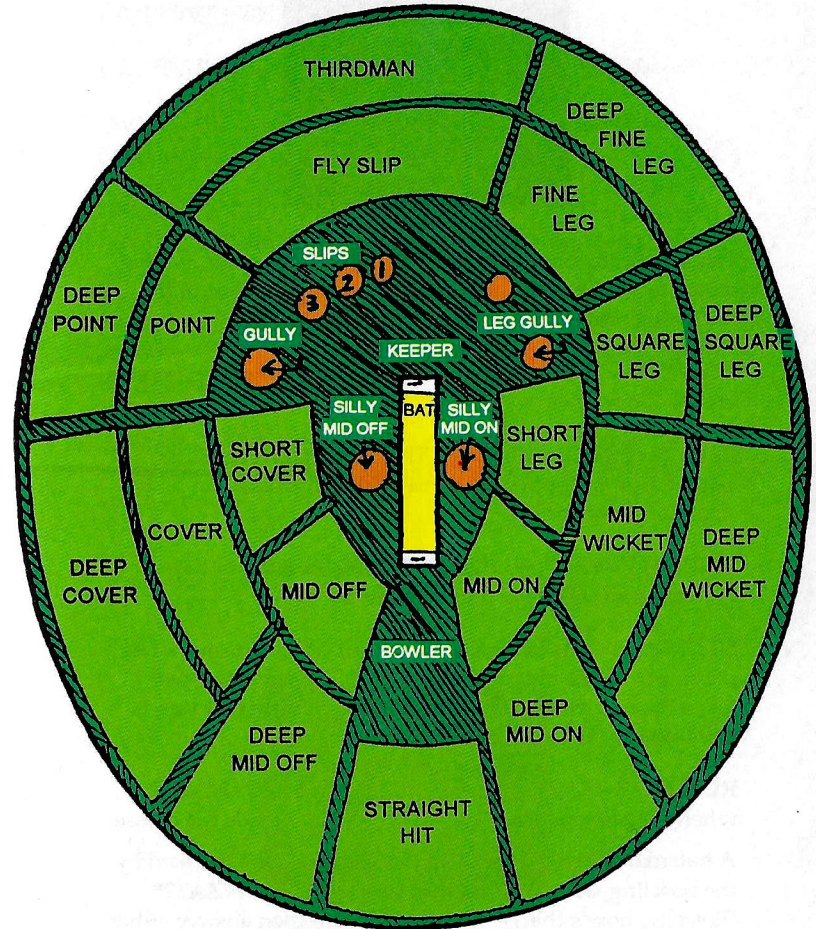 THIRDMAN
DEEP
FINE
LEG
FLY SLIP
FINE
LEG
SLIPS
1
2
3
DEEP
POINT
POINT
GULLY
LEG GULLY
KEEPER
SQUARE
LEG
DEEP
SQUARE
LEG
SILLY
MID OFF
BAT
SILLY
MID ON
SHORT
COVER
SHORT
LEG
COVER
DEEP
COVER
MID
WICKET
DEEP
MID
WICKET
MID OFF
MID ON
BOWLER
DEEP
MID OFF
DEEP
MID ON
STRAIGHT
HIT